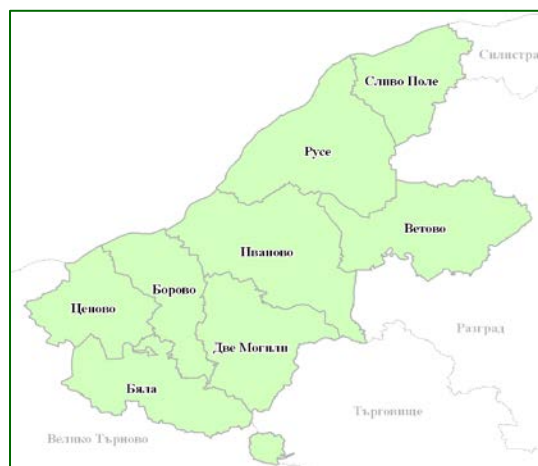 Силистра
Сливо Поле
Русе
Ветово
Иваново
Борово
Ценово
Разград
Две Могили
Бяла
Търговище
Велико Търново